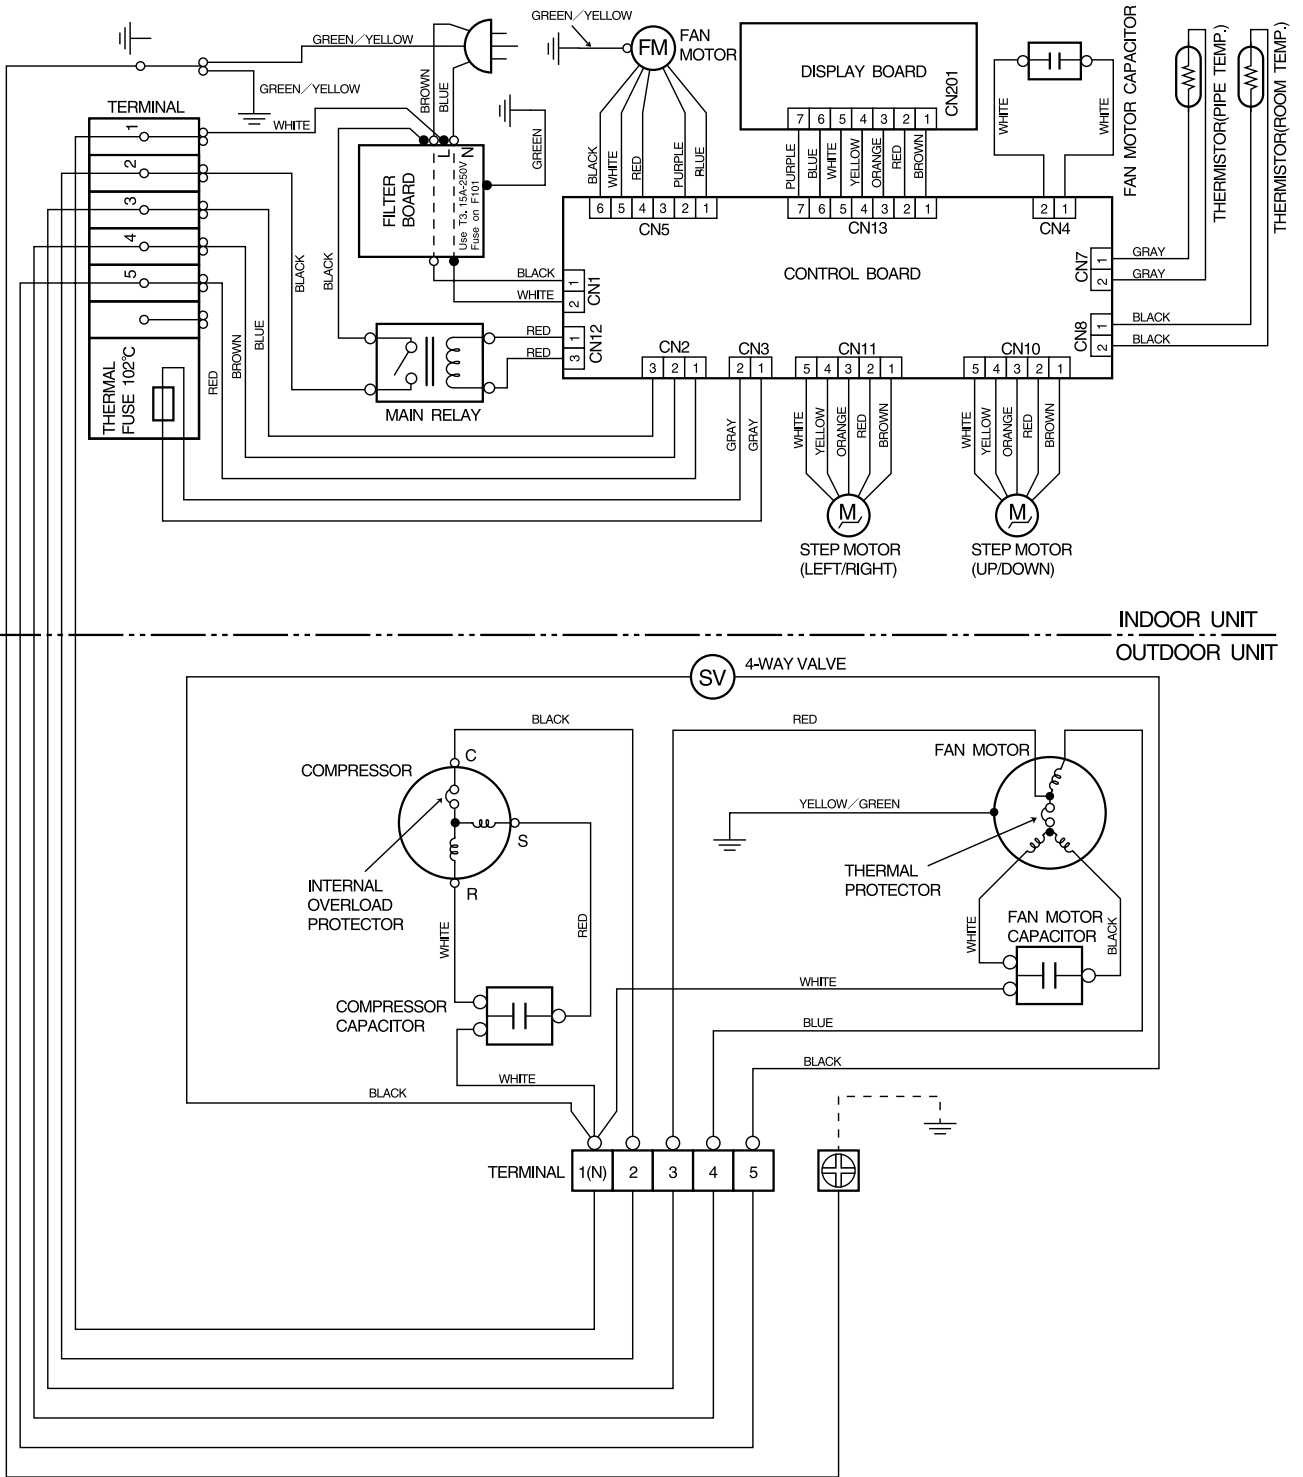 GREEN/YELLOW
FAN
MOTOR
FM
GREEN/YELLOW
GREEN/YELLOW
BROWN
BLUE
WHITE
GREEN
TERMINAL
1
2
3
4
5
THERMAL
FUSE 102°C
L
N
FILTER
BOARD
Use T3.15A-250V
Fuse on F101
BLACK
WHITE
RED
PURPLE
BLUE
6 5 4 3 2 1
CN5
DISPLAY BOARD
CN201
7 6 5 4 3 2 1
PURPLE
BLUE
WHITE
YELLOW
ORANGE
RED
BROWN
7 6 5 4 3 2 1
CN13
WHITE
WHITE
FAN MOTOR CAPACITOR
2 1
CN4
THERMISTOR(PIPE TEMP.)
THERMISTOR(ROOM TEMP.)
CONTROL BOARD
CN7
1
2
GRAY
GRAY
CN8
1
2
BLACK
BLACK
BLACK
WHITE
1
2
CN1
RED
RED
1
3
CN12
BLACK
BLACK
BLUE
BROWN
RED
MAIN RELAY
CN2
3 2 1
CN3
2 1
GRAY
GRAY
CN11
5 4 3 2 1
WHITE
YELLOW
ORANGE
RED
BROWN
M
STEP MOTOR
(LEFT/RIGHT)
CN10
5 4 3 2 1
WHITE
YELLOW
ORANGE
RED
BROWN
M
STEP MOTOR
(UP/DOWN)
INDOOR UNIT
OUTDOOR UNIT
SV
4-WAY VALVE
BLACK
RED
COMPRESSOR
C
S
R
INTERNAL
OVERLOAD
PROTECTOR
WHITE
RED
COMPRESSOR
CAPACITOR
FAN MOTOR
YELLOW/GREEN
THERMAL
PROTECTOR
WHITE
FAN MOTOR
CAPACITOR
BLACK
WHITE
BLUE
BLACK
WHITE
BLACK
TERMINAL
1(N) 2 3 4 5